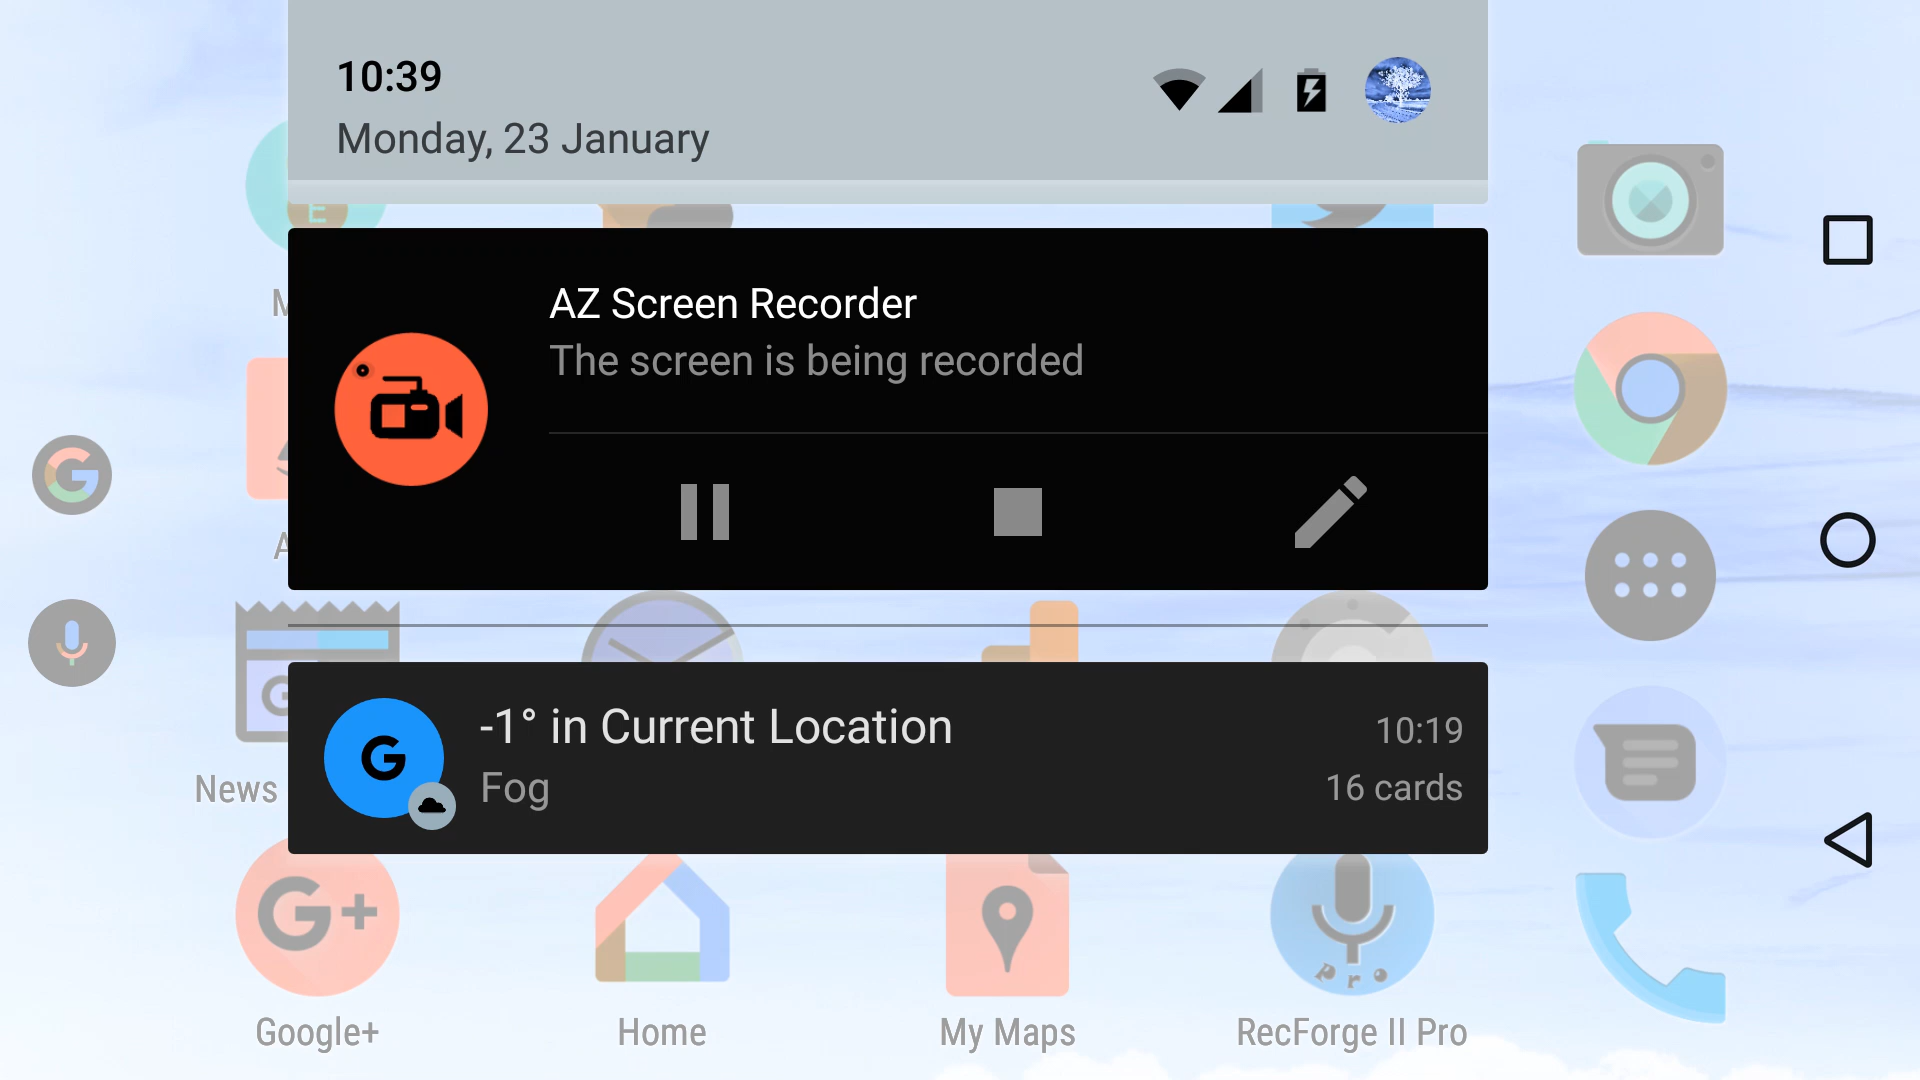 10:39
Monday, 23 January
E
M
AZ Screen Recorder
The screen is being recorded
A
-1° in Current Location
10:19
Fog
16 cards
News
G+
Pro
Google+
Home
My Maps
RecForge II Pro